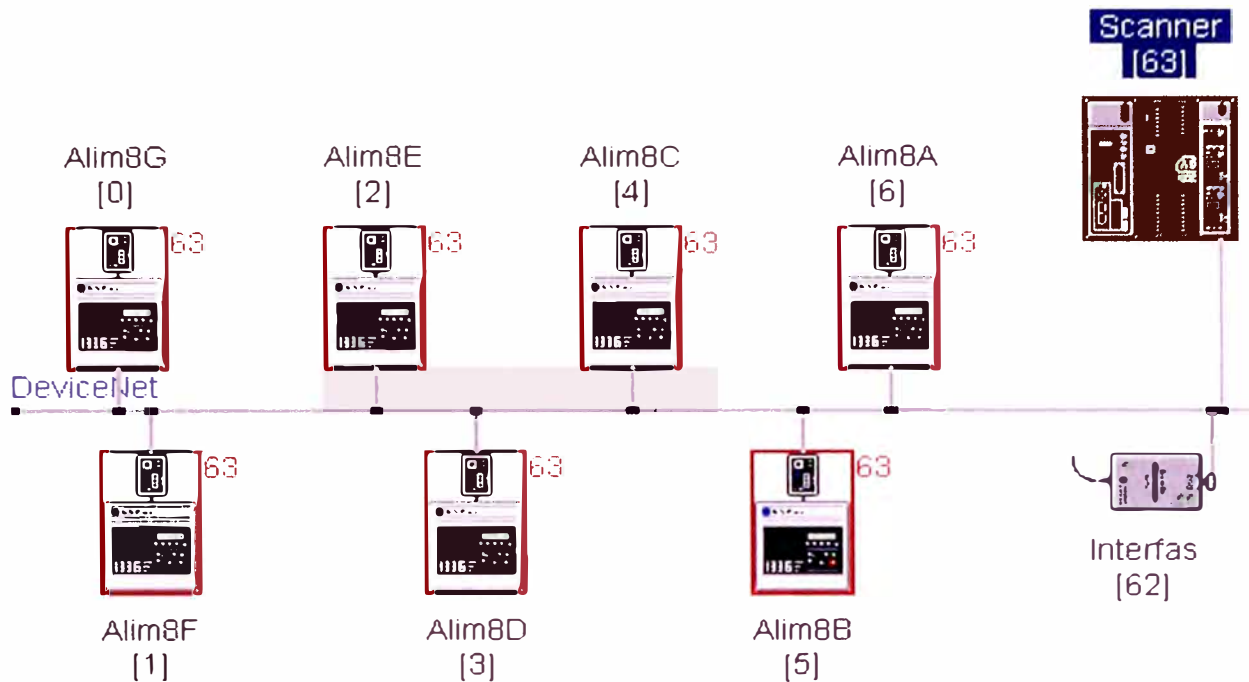 Scanner
[63]
Alim8G
[0]
Alim8E
[2]
Alim8C
[4]
Alim8A
[6]
63
63
63
63
DeviceNet
63
63
63
Alim8F
[1]
Alim8D
[3]
Alim8B
[5]
Interfas
[62]